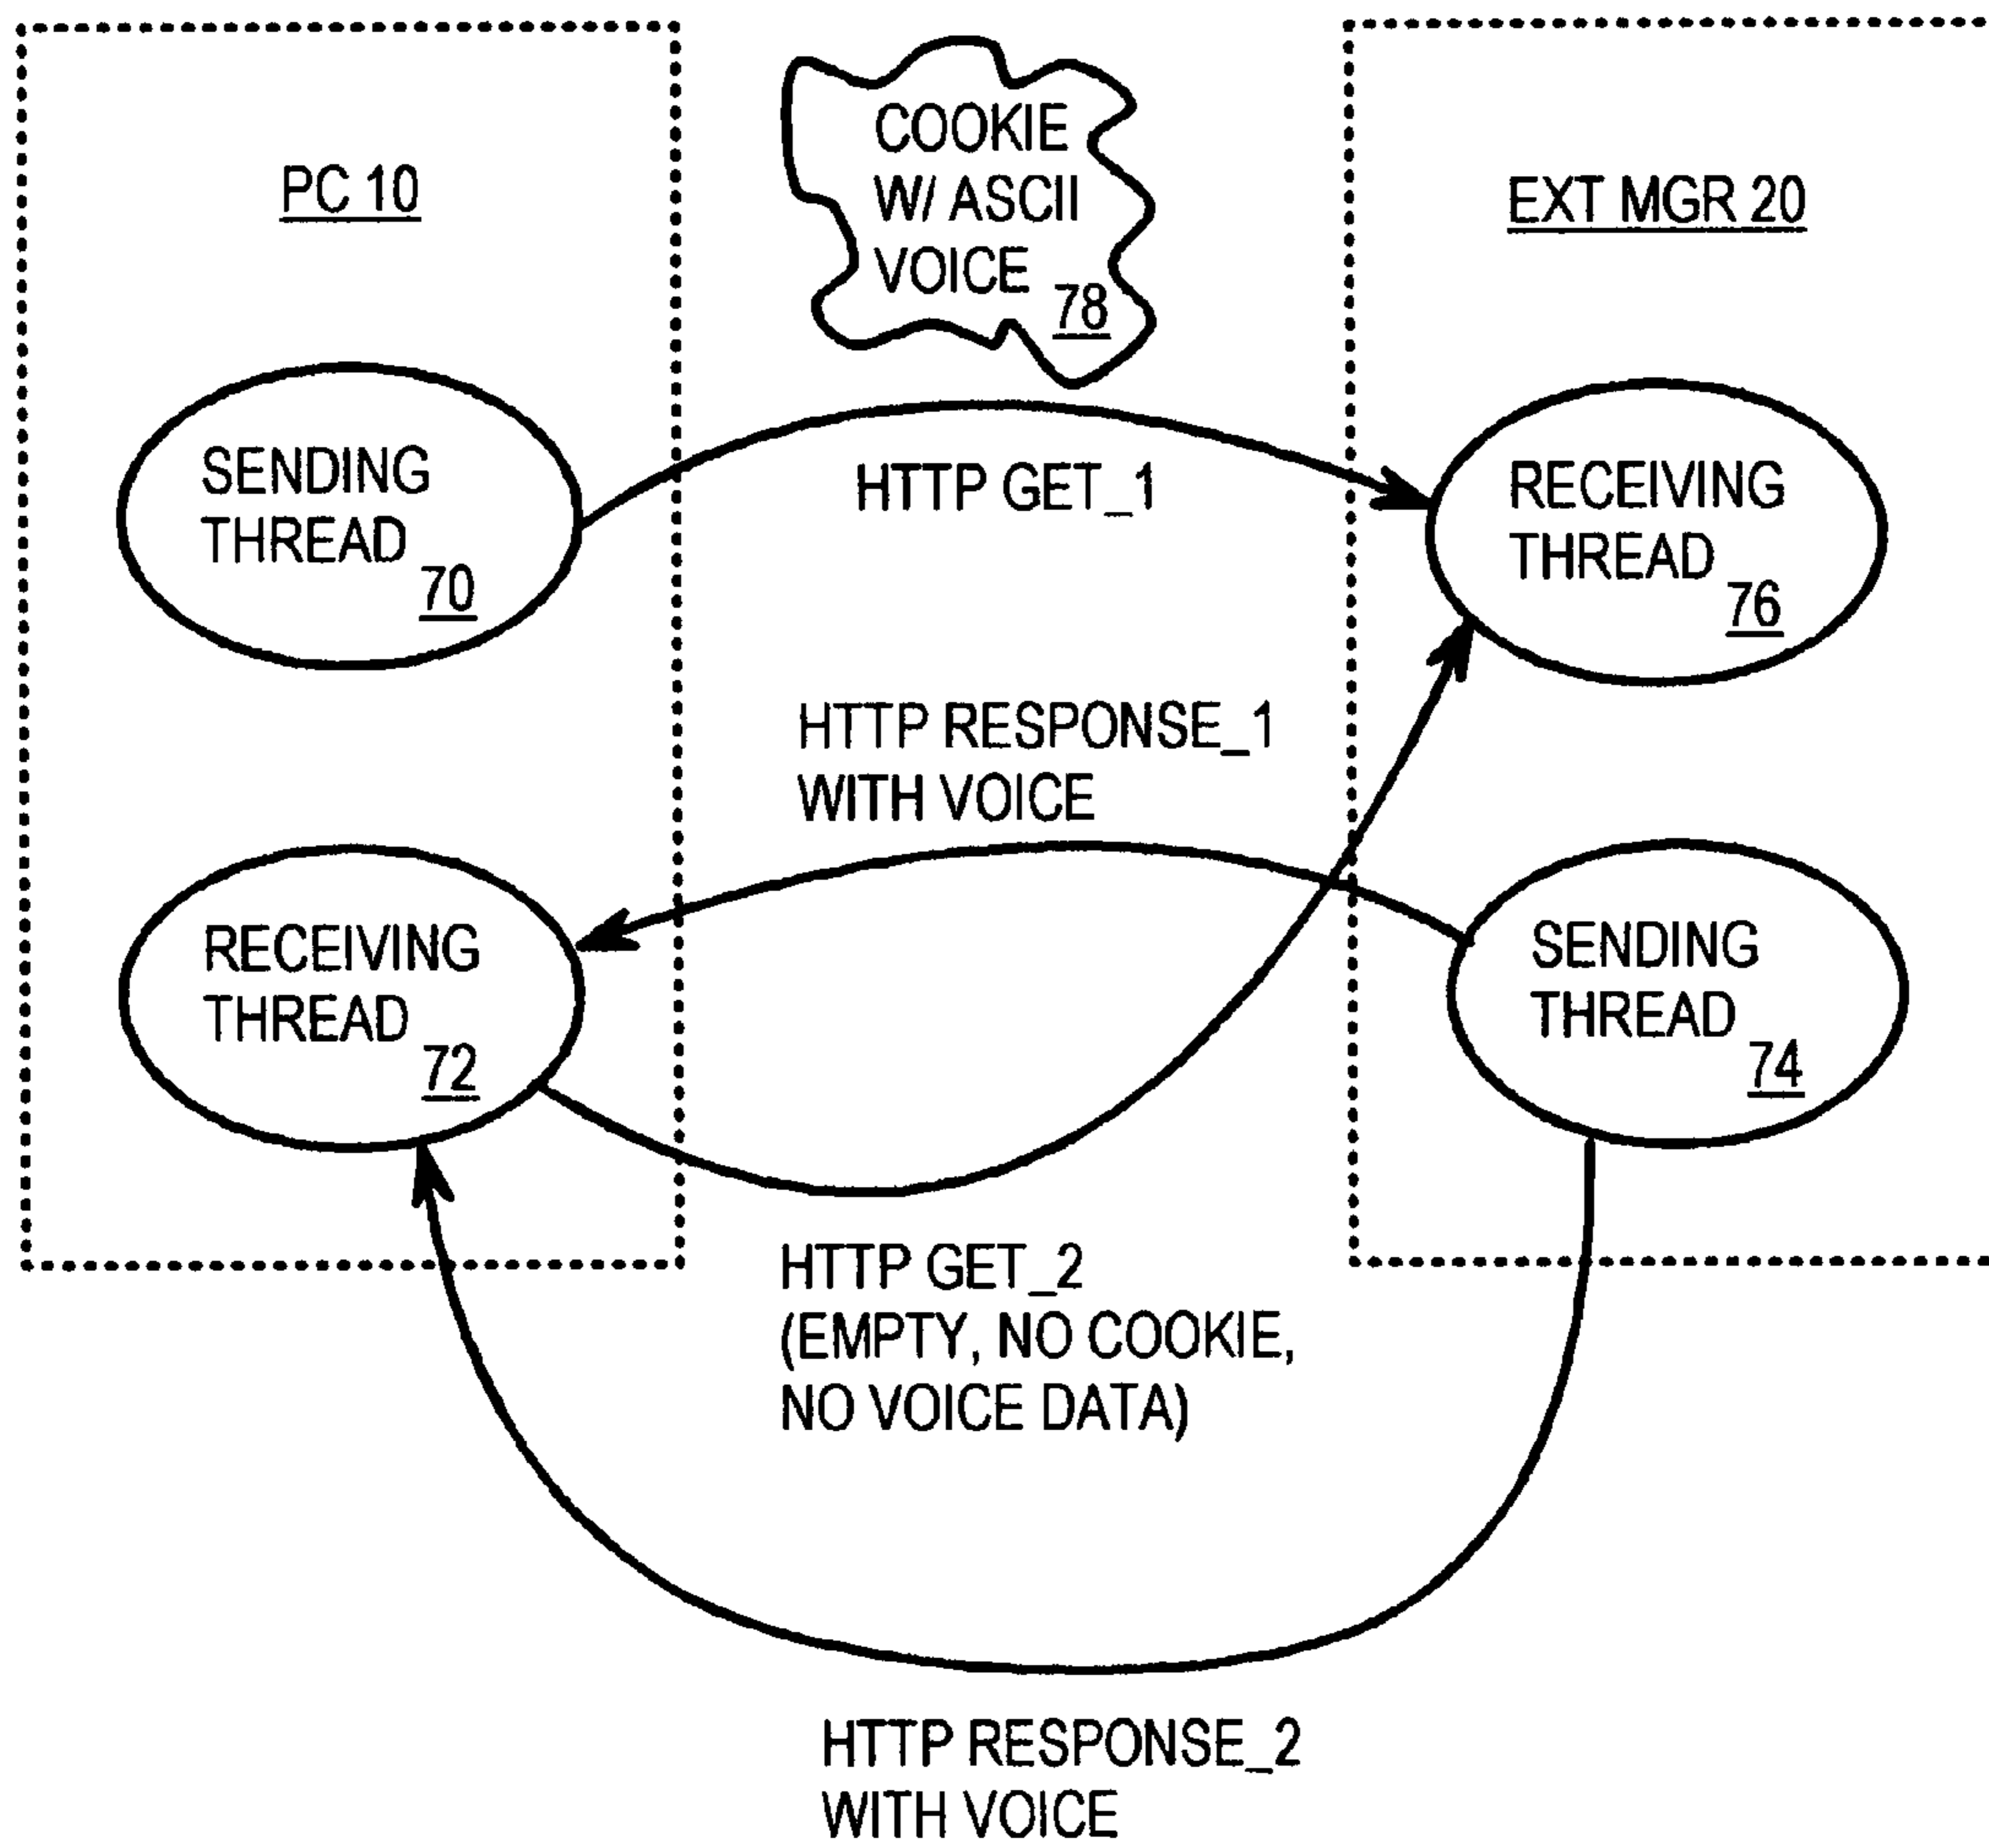 PC 10
COOKIE
W/ ASCII
VOICE
78
EXT MGR 20
SENDING
THREAD
70
HTTP GET_1
RECEIVING
THREAD
76
HTTP RESPONSE_1
WITH VOICE
RECEIVING
THREAD
72
SENDING
THREAD
74
HTTP GET_2
(EMPTY, NO COOKIE,
NO VOICE DATA)
HTTP RESPONSE_2
WITH VOICE